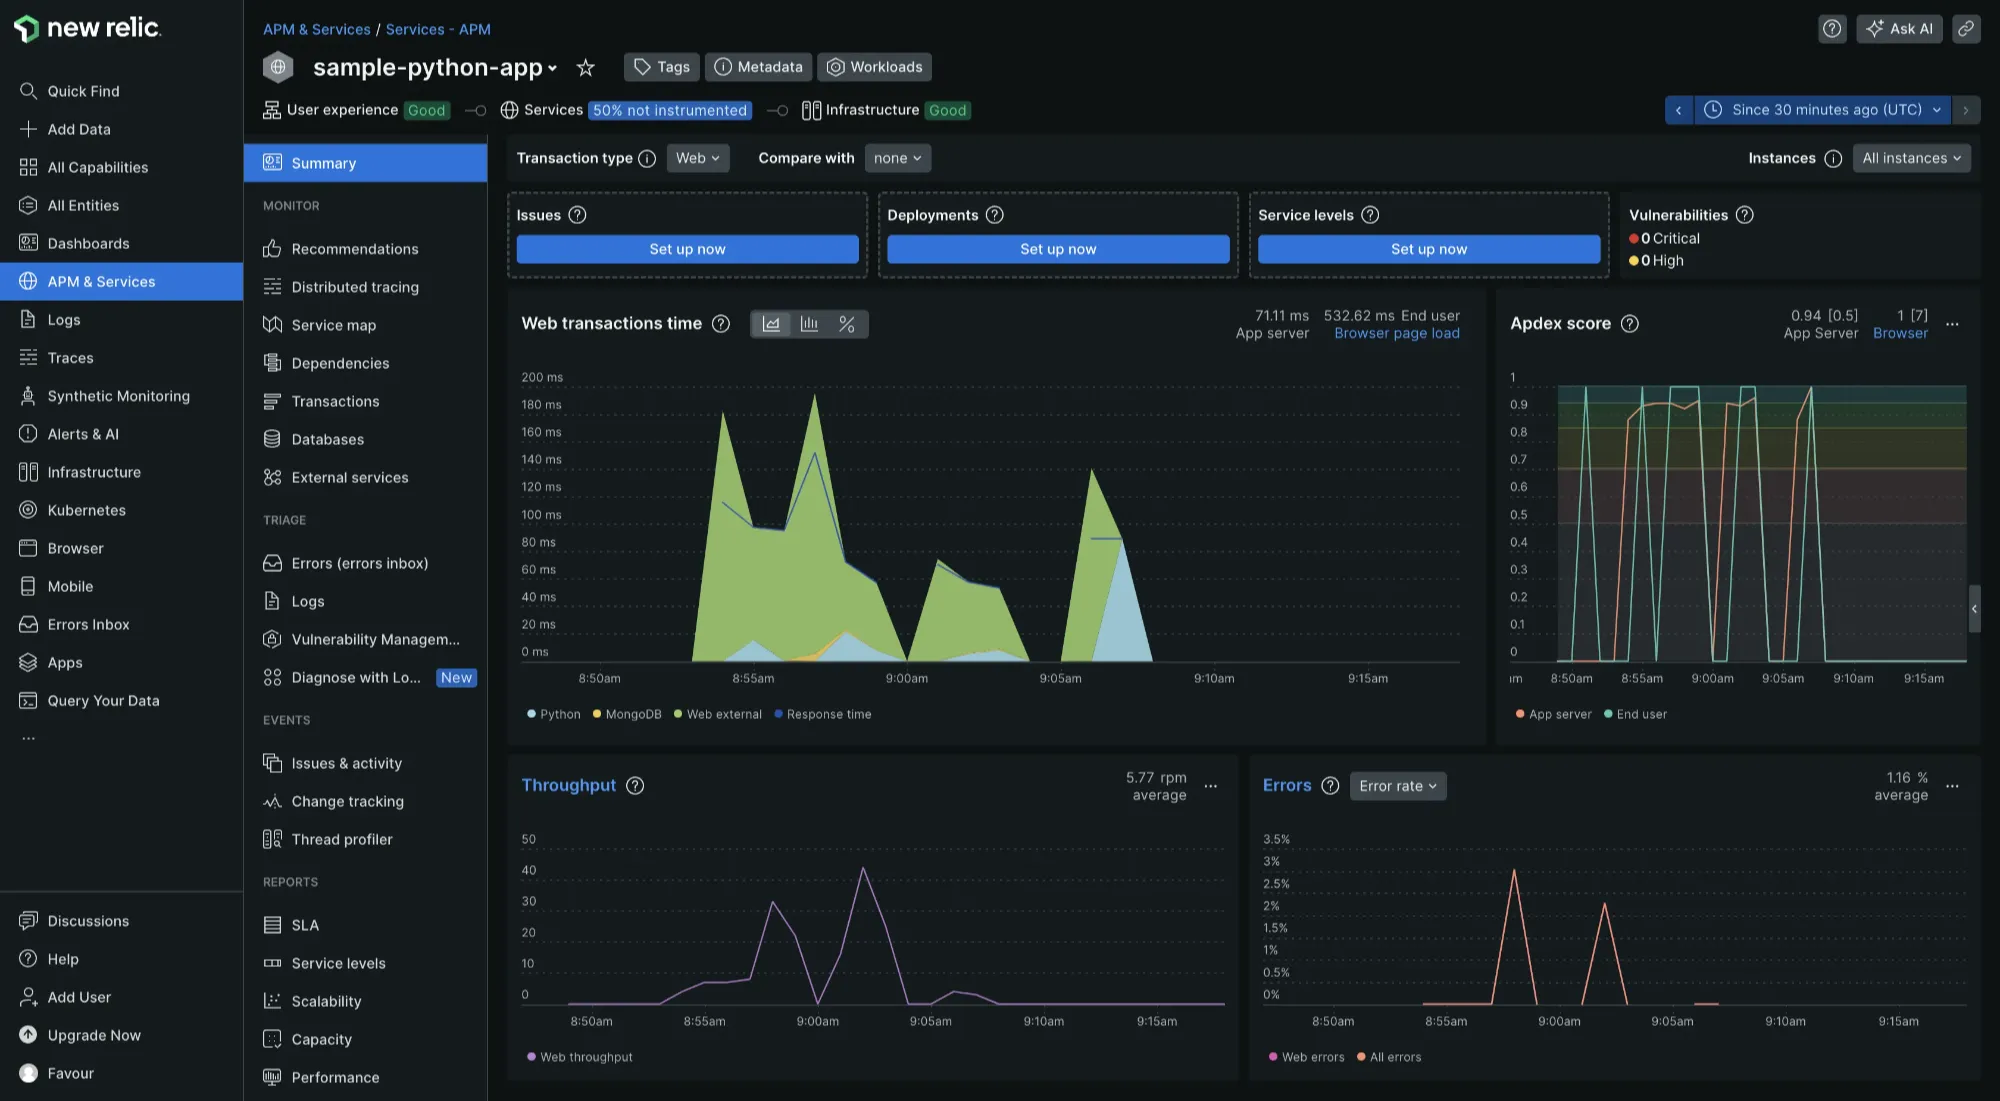 new relic.
Quick Find
Add Data
All Capabilities
All Entities
Dashboards
APM & Services
Logs
Traces
Synthetic Monitoring
Alerts & AI
Infrastructure
Kubernetes
Browser
Mobile
Errors Inbox
Apps
Query Your Data
...
Discussions
Help
Add User
Upgrade Now
Favour
APM & Services / Services - APM
Ask AI
sample-python-app
Tags
Metadata
Workloads
User experience Good
Services 50% not instrumented
Infrastructure Good
Since 30 minutes ago (UTC)
Summary
MONITOR
Recommendations
Distributed tracing
Service map
Dependencies
Transactions
Databases
External services
TRIAGE
Errors (errors inbox)
Logs
Vulnerability Managem...
Diagnose with Lo... New
EVENTS
Issues & activity
Change tracking
Thread profiler
REPORTS
SLA
Service levels
Scalability
Capacity
Performance
Transaction type Web
Compare with none
Instances All instances
Issues
Set up now
Deployments
Set up now
Service levels
Set up now
Vulnerabilities
0 Critical
0 High
Web transactions time
71.11 ms
App server
532.62 ms End user
Browser page load
200 ms
180 ms
160 ms
140 ms
120 ms
100 ms
80 ms
60 ms
40 ms
20 ms
0 ms
8:50am 8:55am 9:00am 9:05am 9:10am 9:15am
Python MongoDB Web external Response time
Apdex score
0.94 [0.5]
App Server
1 [7]
Browser
...
1
0.9
0.8
0.7
0.6
0.5
0.4
0.3
0.2
0.1
0
am 8:50am 8:55am 9:00am 9:05am 9:10am 9:15am
App server End user
Throughput
5.77 rpm
average
...
50
40
30
20
10
0
8:50am 8:55am 9:00am 9:05am 9:10am 9:15am
Web throughput
Errors Error rate
1.16 %
average
...
3.5%
3%
2.5%
2%
1.5%
1%
0.5%
0%
8:50am 8:55am 9:00am 9:05am 9:10am 9:15am
Web errors All errors